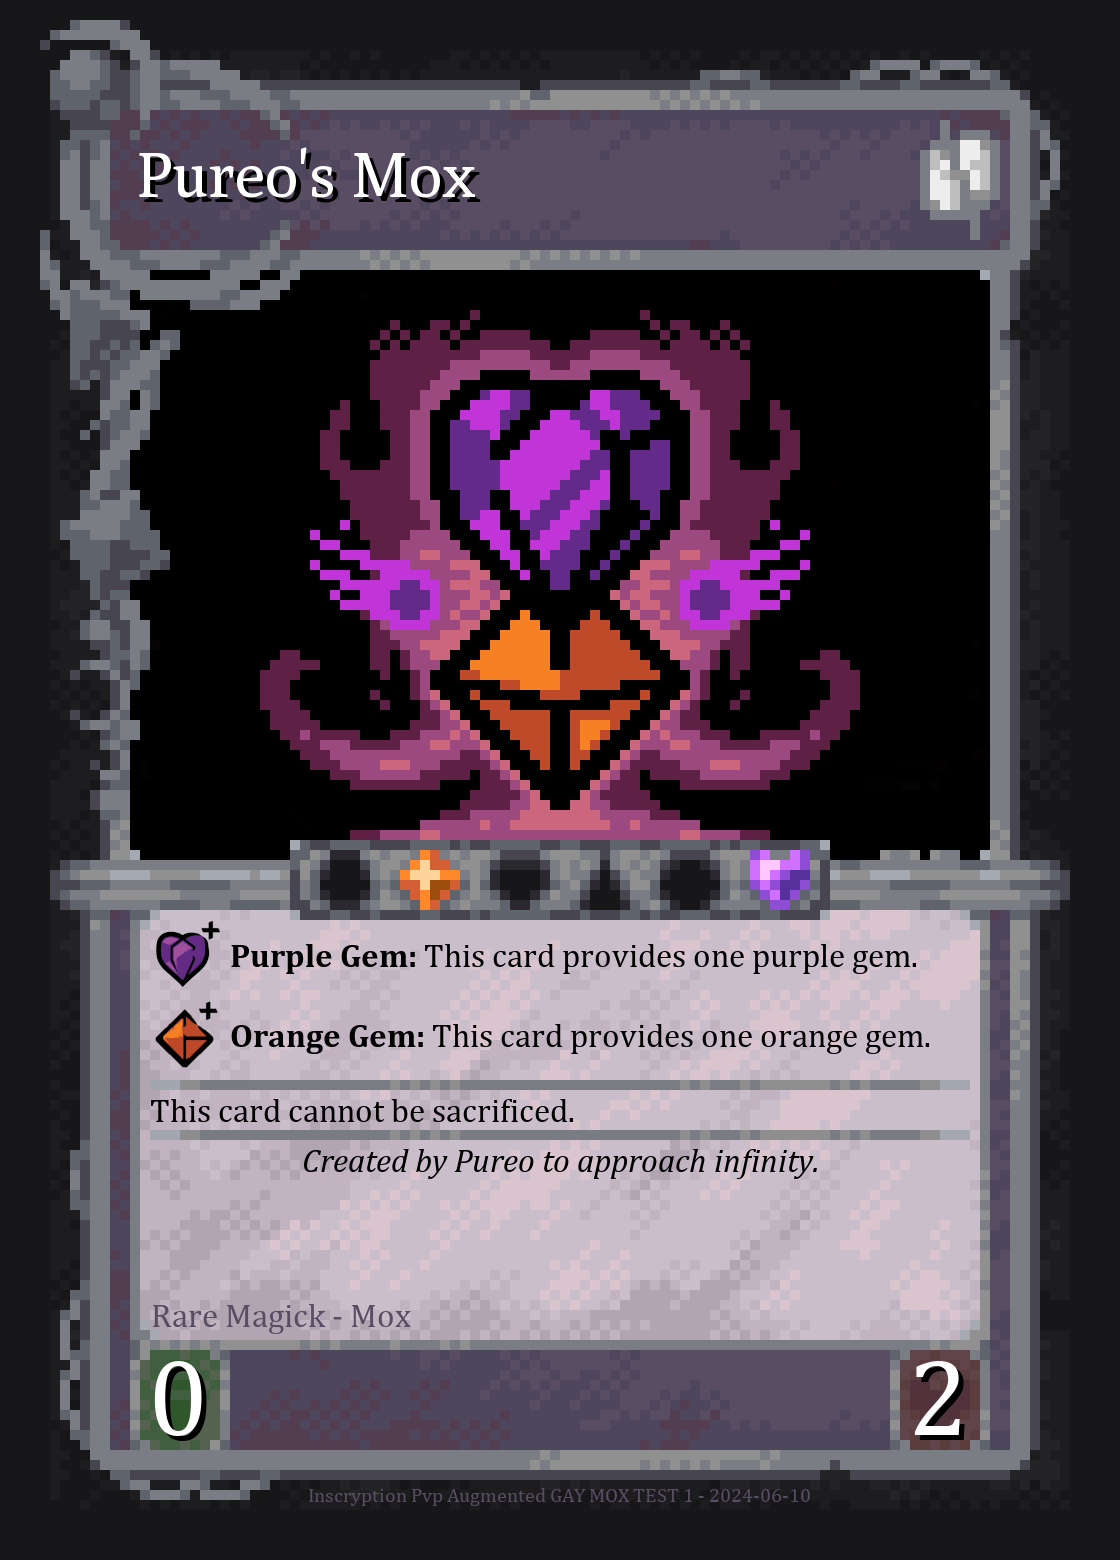 Pureo's Mox
Purple Gem: This card provides one purple gem.
Orange Gem: This card provides one orange gem.
This card cannot be sacrificed.
Created by Pureo to approach infinity.
Rare Magick - Mox
0
2
Inscryption Pvp Augmented GAY MOX TEST 1 - 2024-06-10